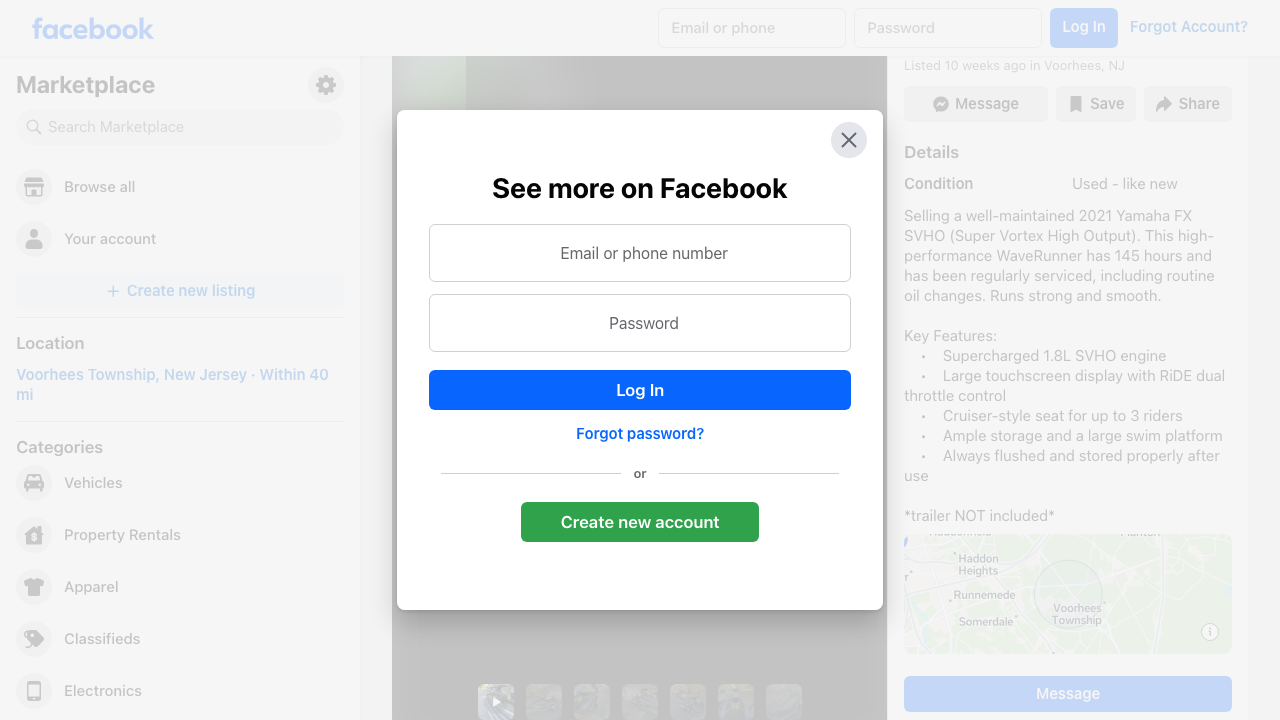 facebook
Email or phone
Password
Log In
Forgot Account?
Marketplace
Search Marketplace
Browse all
Your account
Create new listing
Location
Voorhees Township, New Jersey · Within 40
mi
Categories
Vehicles
Property Rentals
Apparel
Classifieds
Electronics
See more on Facebook
Email or phone number
Password
Log In
Forgot password?
or
Create new account
Listed 10 weeks ago in Voorhees, NJ
Message
Save
Share
Details
Condition
Used - like new
Selling a well-maintained 2021 Yamaha FX
SVHO (Super Vortex High Output). This high-
performance WaveRunner has 145 hours and
has been regularly serviced, including routine
oil changes. Runs strong and smooth.
Key Features:
• Supercharged 1.8L SVHO engine
• Large touchscreen display with RiDE dual
throttle control
• Cruiser-style seat for up to 3 riders
• Ample storage and a large swim platform
• Always flushed and stored properly after
use
*trailer NOT included*
Haddon
Heights
Runnemede
Voorhees
Township
Somerdale
Message